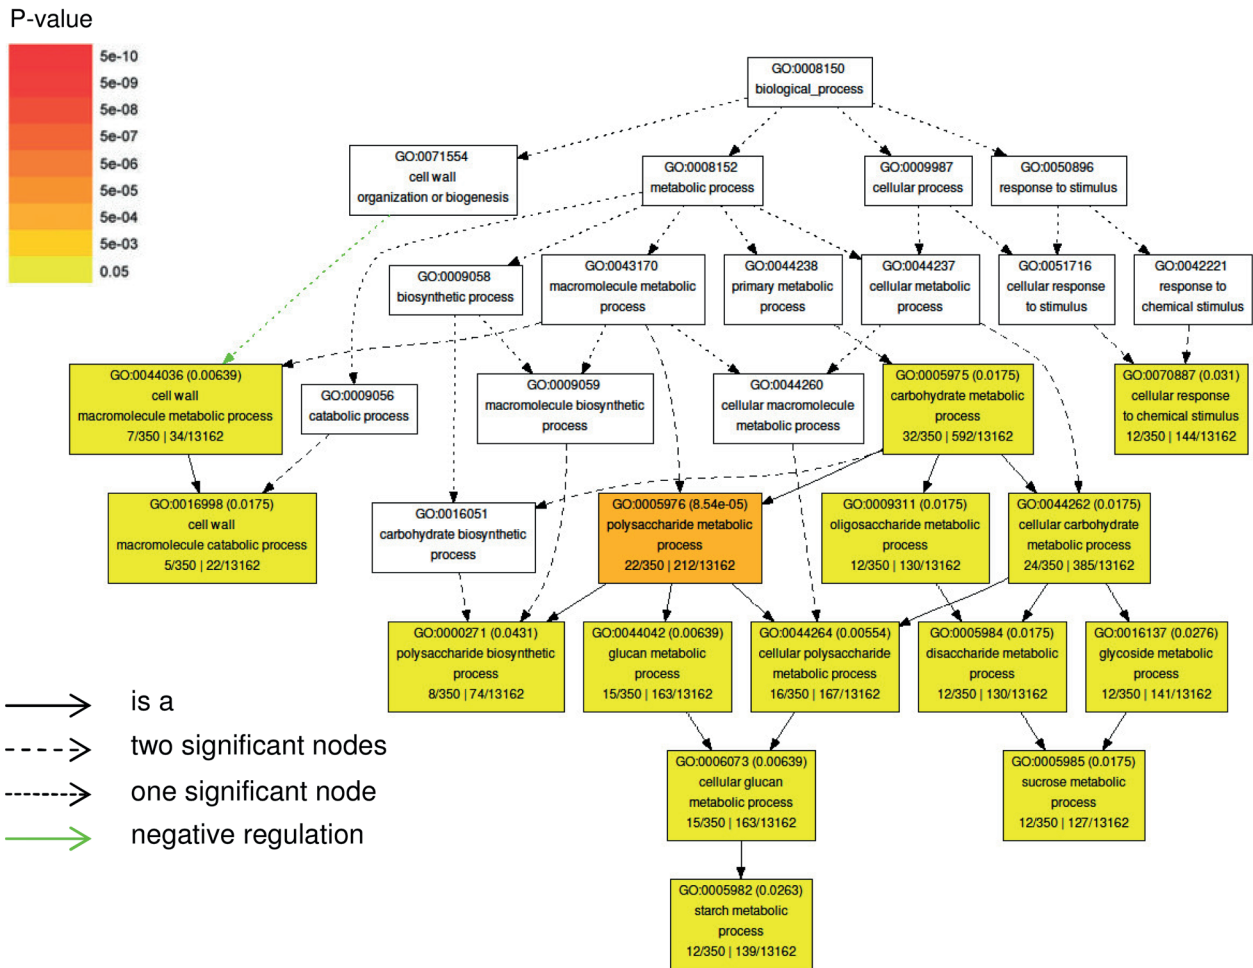 P-value
5e-10
5e-09
5e-08
5e-07
5e-06
5e-05
5e-04
5e-03
0.05
GO:0008150
biological_process
GO:0071554
cell wall
organization or biogenesis
GO:0008152
metabolic process
GO:0009987
cellular process
GO:0050896
response to stimulus
GO:0009058
biosynthetic process
GO:0043170
macromolecule metabolic
process
GO:0044238
primary metabolic
process
GO:0044237
cellular metabolic
process
GO:0051716
cellular response
to stimulus
GO:0042221
response to
chemical stimulus
GO:0044036 (0.00639)
cell wall
macromolecule metabolic process
7/350 | 34/13162
GO:0009056
catabolic process
GO:0009059
macromolecule biosynthetic
process
GO:0044260
cellular macromolecule
metabolic process
GO:0005975 (0.0175)
carbohydrate metabolic
process
32/350 | 592/13162
GO:0070887 (0.031)
cellular response
to chemical stimulus
12/350 | 144/13162
GO:0016998 (0.0175)
cell wall
macromolecule catabolic process
5/350 | 22/13162
GO:0016051
carbohydrate biosynthetic
process
GO:0005976 (8.54e-05)
polysaccharide metabolic
process
22/350 | 212/13162
GO:0009311 (0.0175)
oligosaccharide metabolic
process
12/350 | 130/13162
GO:0044262 (0.0175)
cellular carbohydrate
metabolic process
24/350 | 385/13162
GO:0000271 (0.0431)
polysaccharide biosynthetic
process
8/350 | 74/13162
GO:0044042 (0.00639)
glucan metabolic
process
15/350 | 163/13162
GO:0044264 (0.00554)
cellular polysaccharide
metabolic process
16/350 | 167/13162
GO:0005984 (0.0175)
disaccharide metabolic
process
12/350 | 130/13162
GO:0016137 (0.0276)
glycoside metabolic
process
12/350 | 141/13162
GO:0006073 (0.00639)
cellular glucan
metabolic process
15/350 | 163/13162
GO:0005985 (0.0175)
sucrose metabolic
process
12/350 | 127/13162
GO:0005982 (0.0263)
starch metabolic
process
12/350 | 139/13162
is a
two significant nodes
one significant node
negative regulation